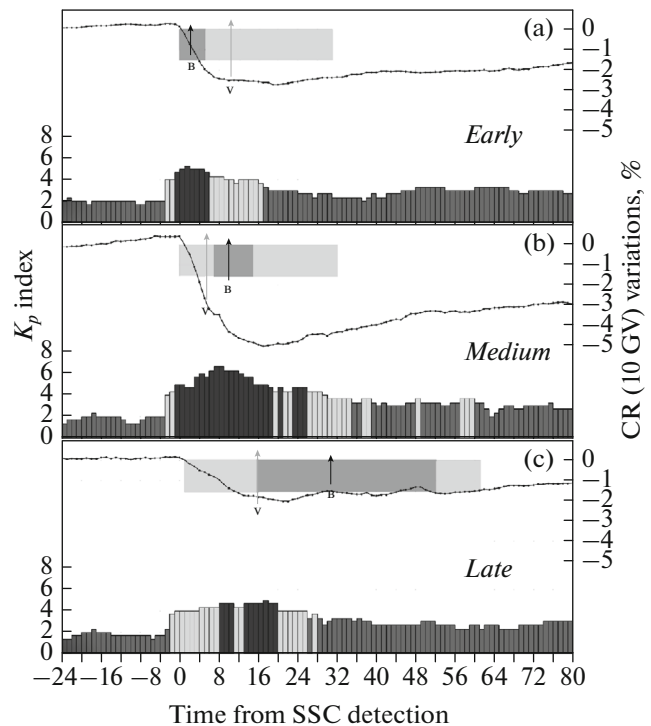 (a)
0
−1
−2
−3
−4
−5
B
V
Early
8
6
4
2
0
(b)
0
−1
−2
−3
−4
−5
V
B
Medium
8
6
4
2
0
(c)
0
−1
−2
−3
−4
−5
V
B
Late
8
6
4
2
0
Kp index
CR (10 GV) variations, %
−24 −16 −8 0 8 16 24 32 40 48 56 64 72 80
Time from SSC detection